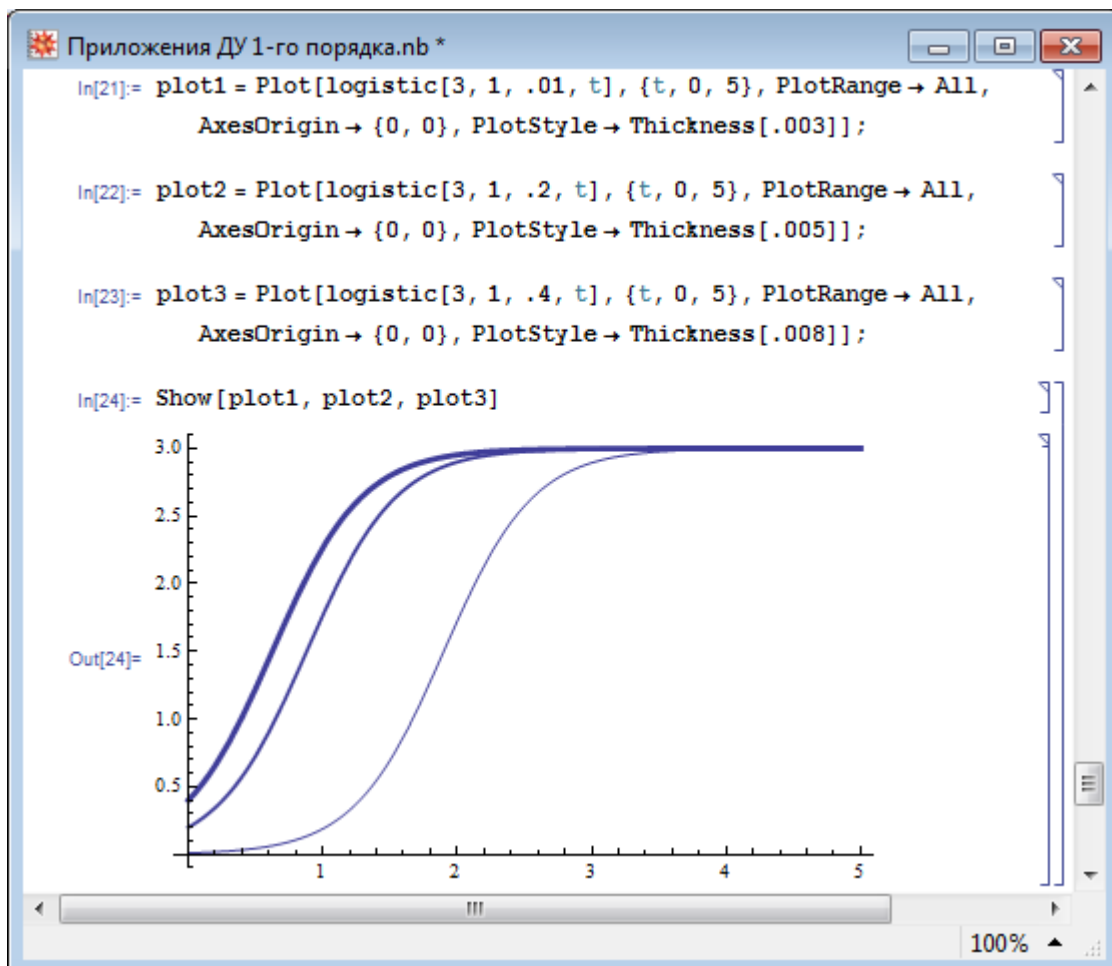 Приложения ДУ 1-го порядка.nb *
In[21]:= plot1 = Plot[logistic[3, 1, .01, t], {t, 0, 5}, PlotRange → All,
AxesOrigin → {0, 0}, PlotStyle → Thickness[.003]];
In[22]:= plot2 = Plot[logistic[3, 1, .2, t], {t, 0, 5}, PlotRange → All,
AxesOrigin → {0, 0}, PlotStyle → Thickness[.005]];
In[23]:= plot3 = Plot[logistic[3, 1, .4, t], {t, 0, 5}, PlotRange → All,
AxesOrigin → {0, 0}, PlotStyle → Thickness[.008]];
In[24]:= Show[plot1, plot2, plot3]
3.0
2.5
2.0
Out[24]= 1.5
1.0
0.5
1 2 3 4 5
100%